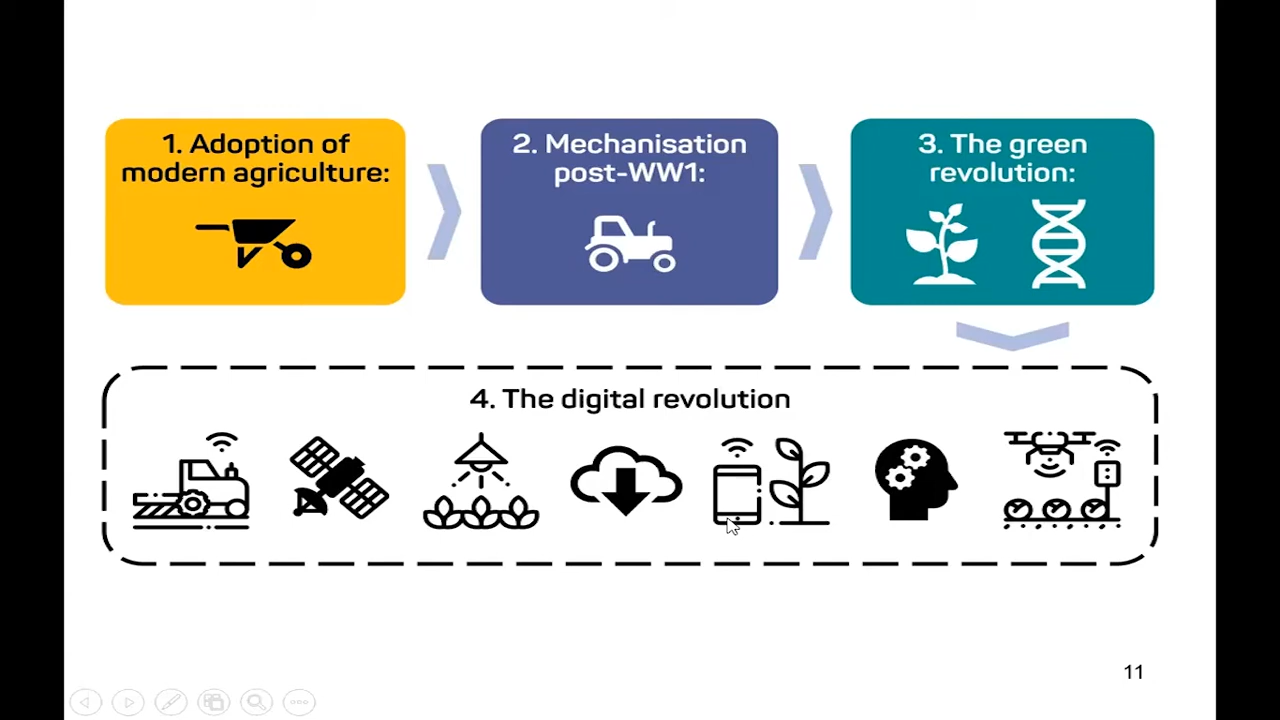 1. Adoption of
modern agriculture:
2. Mechanisation
post-WW1:
3. The green
revolution:
4. The digital revolution
11